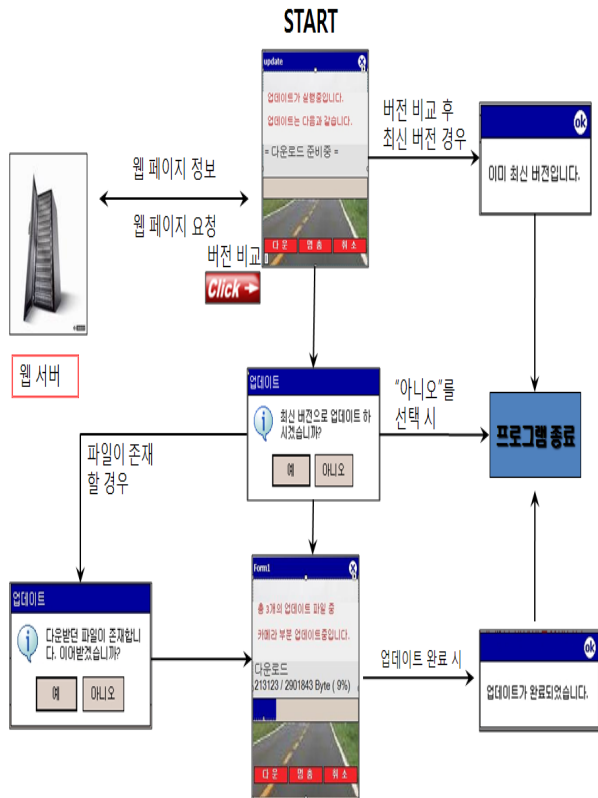 START
update
업데이트가 실행중입니다.
업데이트는 다음과 같습니다.
= 다운로드 준비중 =
다 운
멈 춤
취 소
버전 비교 후
최신 버전 경우
ok
이미 최신 버젼입니다.
웹 페이지 정보
웹 페이지 요청
버전 비교
Click
웹 서버
업데이트
최신 버전으로 업데이트 하
시겠습니까?
예
아니오
"아니오"를
선택 시
프로그램 종료
파일이 존재
할 경우
업데이트
다운받던 파일이 존재합니
다. 이어받겠습니까?
예
아니오
Form1
총 3개의 업데이트 파일 중
카메라 부분 업데이트중입니다.
다운로드
213123 / 2901843 Byte ( 9%)
다 운
멈 춤
취 소
업데이트 완료 시
ok
업데이트가 완료되었습니다.